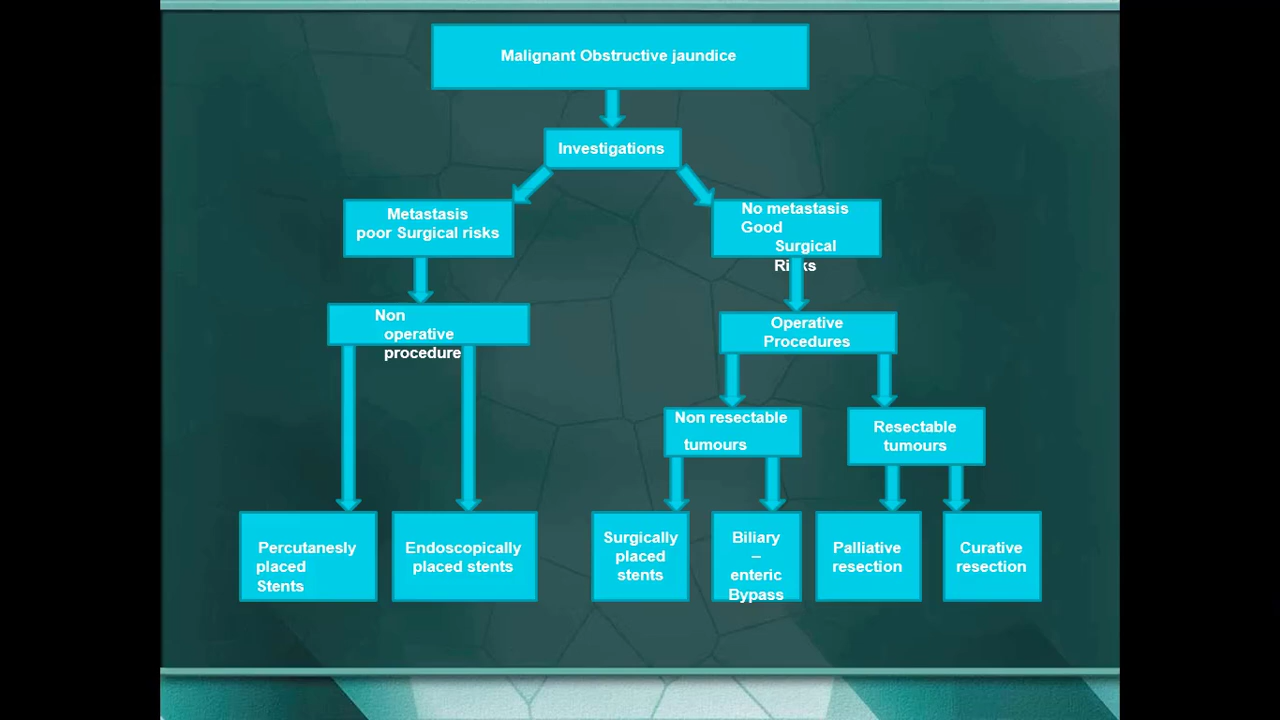 Malignant Obstructive jaundice
Investigations
Metastasis
poor Surgical risks
No metastasis
Good
Surgical
Risks
Non
operative
procedure
Operative
Procedures
Non resectable
tumours
Resectable
tumours
Percutanesly
placed
Stents
Endoscopically
placed stents
Surgically
placed
stents
Biliary
–
enteric
Bypass
Palliative
resection
Curative
resection